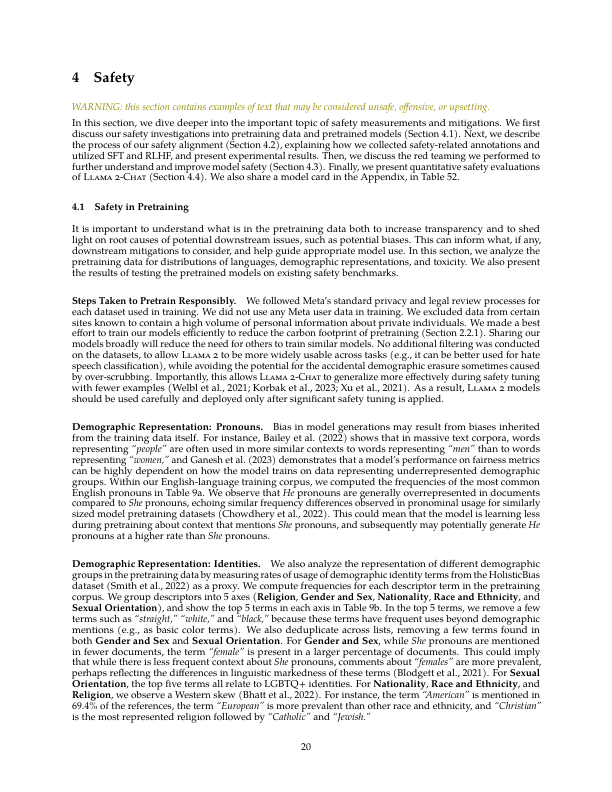 4 Safety
WARNING: this section contains examples of text that may be considered unsafe, offensive, or upsetting.
In this section, we dive deeper into the important topic of safety measurements and mitigations. We first
discuss our safety investigations into pretraining data and pretrained models (Section 4.1). Next, we describe
the process of our safety alignment (Section 4.2), explaining how we collected safety-related annotations and
utilized SFT and RLHF, and present experimental results. Then, we discuss the red teaming we performed to
further understand and improve model safety (Section 4.3). Finally, we present quantitative safety evaluations
of Llama 2-Chat (Section 4.4). We also share a model card in the Appendix, in Table 52.
4.1 Safety in Pretraining
It is important to understand what is in the pretraining data both to increase transparency and to shed
light on root causes of potential downstream issues, such as potential biases. This can inform what, if any,
downstream mitigations to consider, and help guide appropriate model use. In this section, we analyze the
pretraining data for distributions of languages, demographic representations, and toxicity. We also present
the results of testing the pretrained models on existing safety benchmarks.
Steps Taken to Pretrain Responsibly. We followed Meta's standard privacy and legal review processes for
each dataset used in training. We did not use any Meta user data in training. We excluded data from certain
sites known to contain a high volume of personal information about private individuals. We made a best
effort to train our models efficiently to reduce the carbon footprint of pretraining (Section 2.2.1). Sharing our
models broadly will reduce the need for others to train similar models. No additional filtering was conducted
on the datasets, to allow Llama 2 to be more widely usable across tasks (e.g., it can be better used for hate
speech classification), while avoiding the potential for the accidental demographic erasure sometimes caused
by over-scrubbing. Importantly, this allows Llama 2-Chat to generalize more effectively during safety tuning
with fewer examples (Welbl et al., 2021; Korbak et al., 2023; Xu et al., 2021). As a result, Llama 2 models
should be used carefully and deployed only after significant safety tuning is applied.
Demographic Representation: Pronouns. Bias in model generations may result from biases inherited
from the training data itself. For instance, Bailey et al. (2022) shows that in massive text corpora, words
representing "people" are often used in more similar contexts to words representing "men" than to words
representing "women," and Ganesh et al. (2023) demonstrates that a model's performance on fairness metrics
can be highly dependent on how the model trains on data representing underrepresented demographic
groups. Within our English-language training corpus, we computed the frequencies of the most common
English pronouns in Table 9a. We observe that He pronouns are generally overrepresented in documents
compared to She pronouns, echoing similar frequency differences observed in pronominal usage for similarly
sized model pretraining datasets (Chowdhery et al., 2022). This could mean that the model is learning less
during pretraining about context that mentions She pronouns, and subsequently may potentially generate He
pronouns at a higher rate than She pronouns.
Demographic Representation: Identities. We also analyze the representation of different demographic
groups in the pretraining data by measuring rates of usage of demographic identity terms from the HolisticBias
dataset (Smith et al., 2022) as a proxy. We compute frequencies for each descriptor term in the pretraining
corpus. We group descriptors into 5 axes (Religion, Gender and Sex, Nationality, Race and Ethnicity, and
Sexual Orientation), and show the top 5 terms in each axis in Table 9b. In the top 5 terms, we remove a few
terms such as "straight," "white," and "black," because these terms have frequent uses beyond demographic
mentions (e.g., as basic color terms). We also deduplicate across lists, removing a few terms found in
both Gender and Sex and Sexual Orientation. For Gender and Sex, while She pronouns are mentioned
in fewer documents, the term "female" is present in a larger percentage of documents. This could imply
that while there is less frequent context about She pronouns, comments about "females" are more prevalent,
perhaps reflecting the differences in linguistic markedness of these terms (Blodgett et al., 2021). For Sexual
Orientation, the top five terms all relate to LGBTQ+ identities. For Nationality, Race and Ethnicity, and
Religion, we observe a Western skew (Bhatt et al., 2022). For instance, the term "American" is mentioned in
69.4% of the references, the term "European" is more prevalent than other race and ethnicity, and "Christian"
is the most represented religion followed by "Catholic" and "Jewish."
20